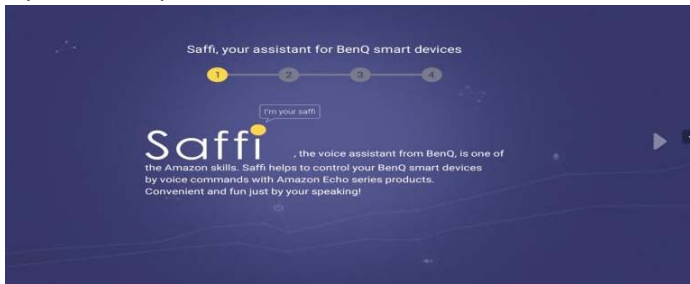 Saffi, your assistant for BenQ smart devices
1 2 3 4
I'm your saffi
Saffi , the voice assistant from BenQ, is one of
the Amazon skills. Saffi helps to control your BenQ smart devices
by voice commands with Amazon Echo series products.
Convenient and fun just by your speaking!